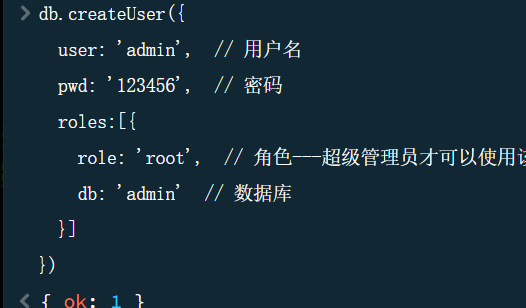 > db.createUser({
user: 'admin', // 用户名
pwd: '123456', // 密码
roles:[{
role: 'root', // 角色---超级管理员才可以使用该
db: 'admin' // 数据库
}]
})
< { ok: 1 }